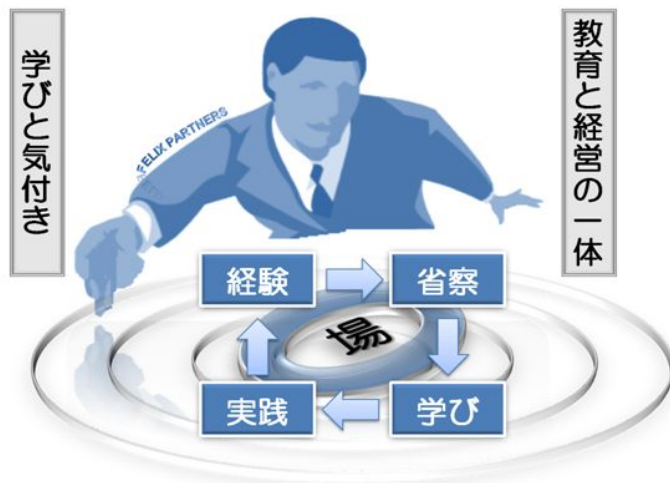 学びと気付き
教育と経営の一体
FELIX PARTNERS
経験
省察
場
実践
学び